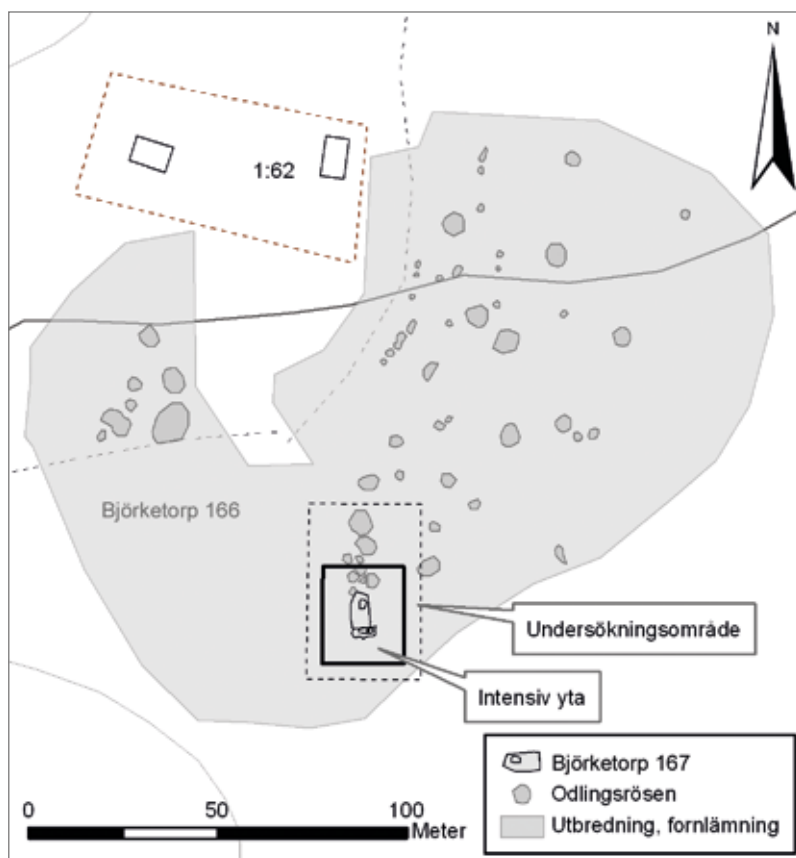 N
1:62
Björketorp 166
Undersökningsområde
Intensiv yta
Björketorp 167
Odlingsrösen
Utbredning, fornlämning
0 50 100
Meter